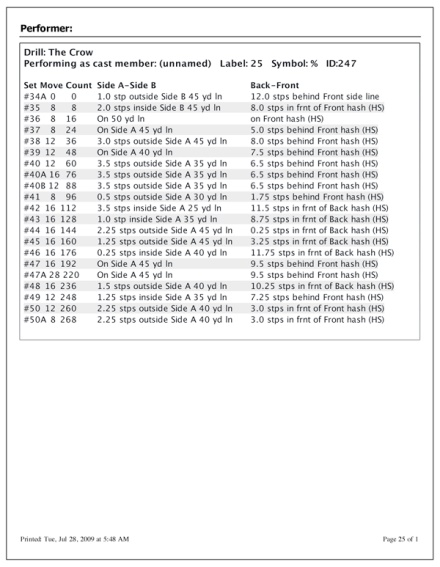 Performer:
Drill: The Crow
Performing as cast member: (unnamed) Label: 25 Symbol: % ID:247
Set Move Count Side A-Side B Back-Front
#34A 0 0 1.0 stp outside Side B 45 yd ln 12.0 stps behind Front side line
#35 8 8 2.0 stps inside Side B 45 yd ln 8.0 stps in frnt of Front hash (HS)
#36 8 16 On 50 yd ln on Front hash (HS)
#37 8 24 On Side A 45 yd ln 5.0 stps behind Front hash (HS)
#38 12 36 3.0 stps outside Side A 45 yd ln 8.0 stps behind Front hash (HS)
#39 12 48 On Side A 40 yd ln 7.5 stps behind Front hash (HS)
#40 12 60 3.5 stps outside Side A 35 yd ln 6.5 stps behind Front hash (HS)
#40A 16 76 3.5 stps outside Side A 35 yd ln 6.5 stps behind Front hash (HS)
#40B 12 88 3.5 stps outside Side A 35 yd ln 6.5 stps behind Front hash (HS)
#41 8 96 0.5 stps outside Side A 30 yd ln 1.75 stps behind Front hash (HS)
#42 16 112 3.5 stps inside Side A 25 yd ln 11.5 stps in frnt of Back hash (HS)
#43 16 128 1.0 stp inside Side A 35 yd ln 8.75 stps in frnt of Back hash (HS)
#44 16 144 2.25 stps outside Side A 45 yd ln 0.25 stps in frnt of Back hash (HS)
#45 16 160 1.25 stps outside Side A 45 yd ln 3.25 stps in frnt of Back hash (HS)
#46 16 176 0.25 stps inside Side A 40 yd ln 11.75 stps in frnt of Back hash (HS)
#47 16 192 On Side A 45 yd ln 9.5 stps behind Front hash (HS)
#47A 28 220 On Side A 45 yd ln 9.5 stps behind Front hash (HS)
#48 16 236 1.5 stps outside Side A 40 yd ln 10.25 stps in frnt of Back hash (HS)
#49 12 248 1.25 stps inside Side A 35 yd ln 7.25 stps behind Front hash (HS)
#50 12 260 2.25 stps outside Side A 40 yd ln 3.0 stps in frnt of Front hash (HS)
#50A 8 268 2.25 stps outside Side A 40 yd ln 3.0 stps in frnt of Front hash (HS)
Printed: Tue, Jul 28, 2009 at 5:48 AM Page 25 of 1